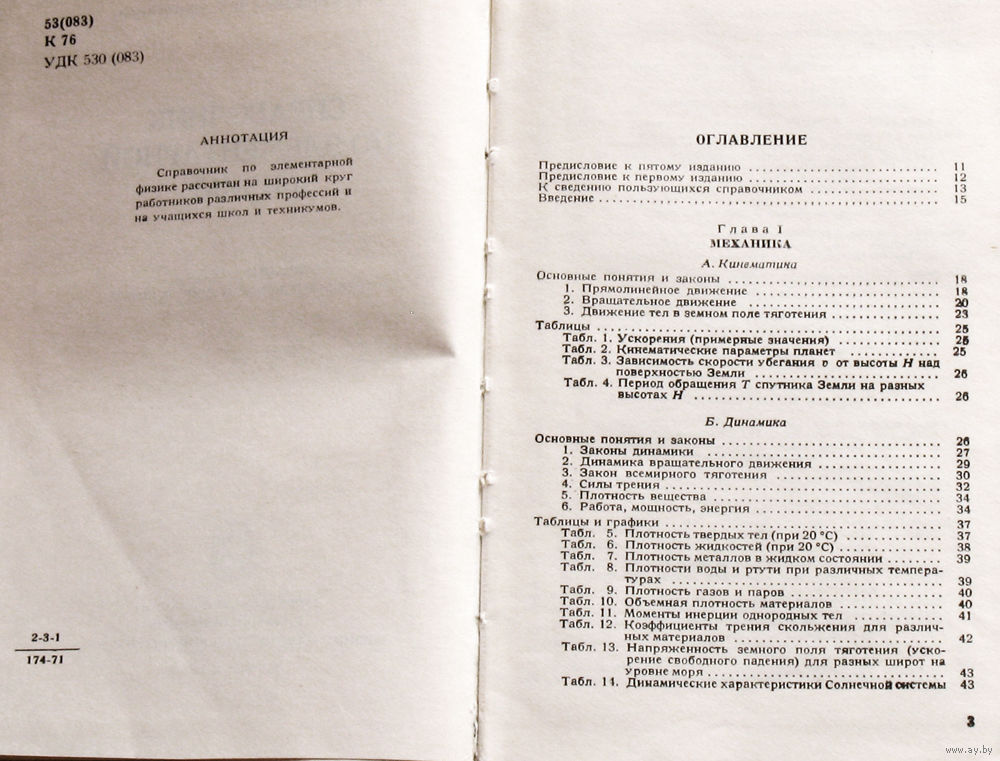 53(083)
К 76
УДК 530 (083)
АННОТАЦИЯ
Справочник по элементарной
физике рассчитан на широкий круг
работников различных профессий и
на учащихся школ и техникумов.
2-3-1
174-71
ОГЛАВЛЕНИЕ
Предисловие к пятому изданию . . . . . . . . . . 11
Предисловие к первому изданию . . . . . . . . . . 12
К сведению пользующихся справочником . . . . . . . . . . 13
Введение . . . . . . . . . . 15
Глава I
МЕХАНИКА
А. Кинематика
Основные понятия и законы . . . . . . . . . . 18
1. Прямолинейное движение . . . . . . . . . . 18
2. Вращательное движение . . . . . . . . . . 20
3. Движение тел в земном поле тяготения . . . . . . . . . . 23
Таблицы . . . . . . . . . . 25
Табл. 1. Ускорения (примерные значения) . . . . . . . . . . 25
Табл. 2. Кинематические параметры планет . . . . . . . . . . 25
Табл. 3. Зависимость скорости убегания v от высоты H над
поверхностью Земли . . . . . . . . . . 26
Табл. 4. Период обращения T спутника Земли на разных
высотах H . . . . . . . . . . 26
Б. Динамика
Основные понятия и законы . . . . . . . . . . 26
1. Законы динамики . . . . . . . . . . 27
2. Динамика вращательного движения . . . . . . . . . . 29
3. Закон всемирного тяготения . . . . . . . . . . 30
4. Силы трения . . . . . . . . . . 32
5. Плотность вещества . . . . . . . . . . 34
6. Работа, мощность, энергия . . . . . . . . . . 34
Таблицы и графики . . . . . . . . . . 37
Табл. 5. Плотность твердых тел (при 20 °C) . . . . . . . . . . 37
Табл. 6. Плотность жидкостей (при 20 °C) . . . . . . . . . . 38
Табл. 7. Плотность металлов в жидком состоянии . . . . . . . . . . 39
Табл. 8. Плотности воды и ртути при различных темпера-
турах . . . . . . . . . . 39
Табл. 9. Плотность газов и паров . . . . . . . . . . 40
Табл. 10. Объемная плотность материалов . . . . . . . . . . 40
Табл. 11. Моменты инерции однородных тел . . . . . . . . . . 41
Табл. 12. Коэффициенты трения скольжения для различ-
ных материалов . . . . . . . . . . 42
Табл. 13. Напряженность земного поля тяготения (уско-
рение свободного падения) для разных широт на
уровне моря . . . . . . . . . . 43
Табл. 14. Динамические характеристики Солнечной системы 43
3
www.ay.by